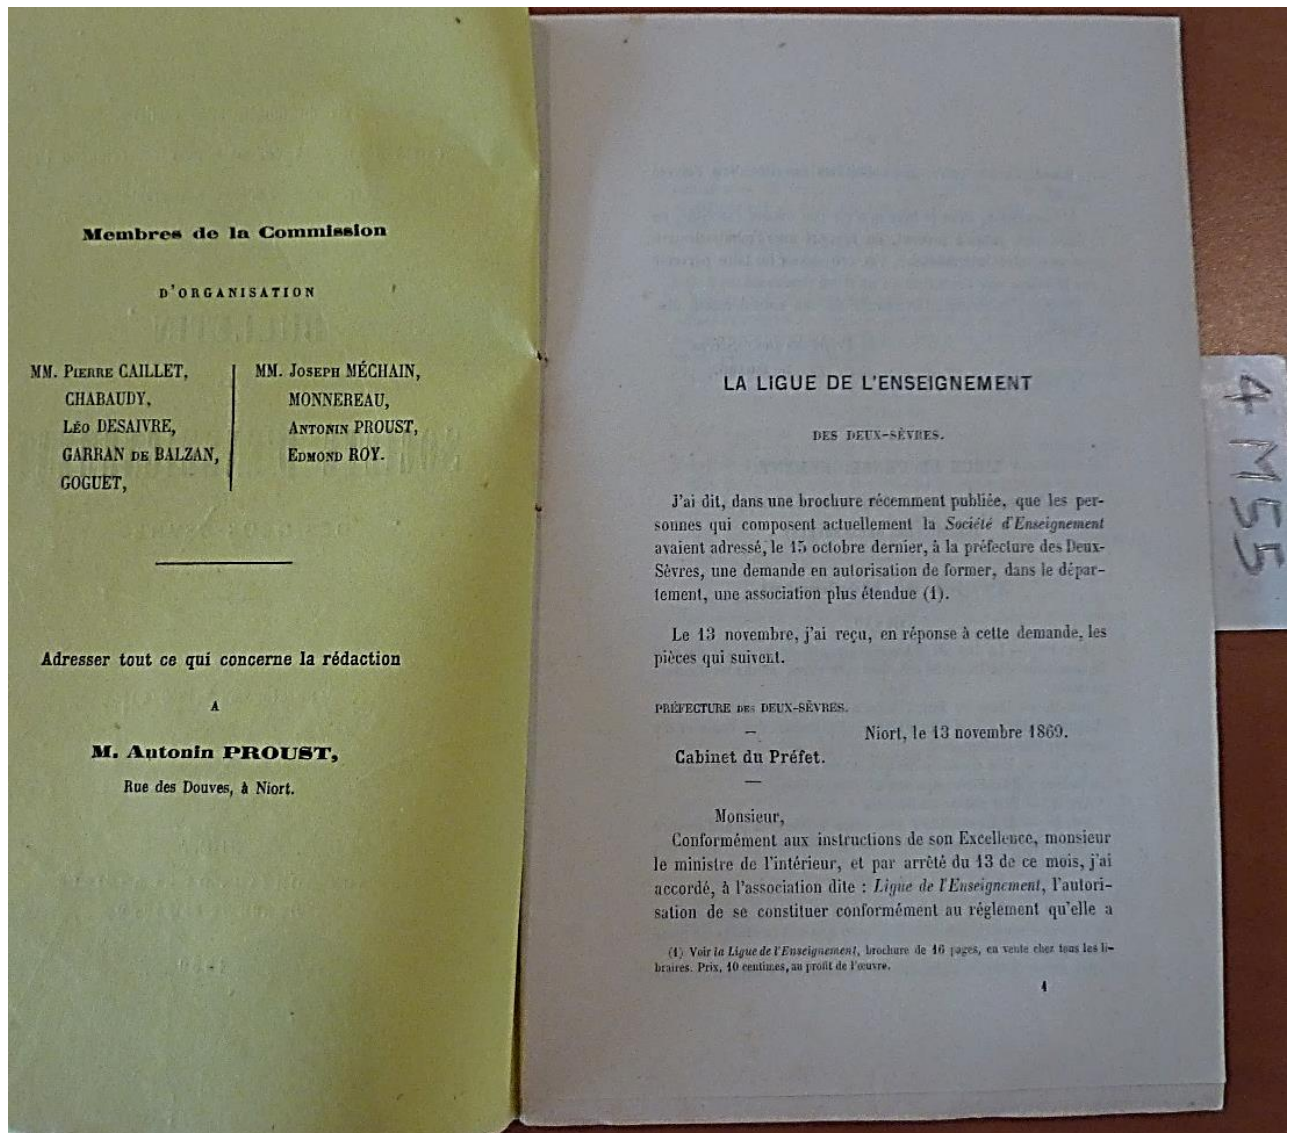 Membres de la Commission
D'ORGANISATION
MM. PIERRE CAILLET,
CHABAUDY,
LÉO DESAIVRE,
GARRAN DE BALZAN,
GOGUET,
MM. JOSEPH MÉCHAIN,
MONNEREAU,
ANTONIN PROUST,
EDMOND ROY.
Adresser tout ce qui concerne la rédaction
A
M. Antonin PROUST,
Rue des Douves, à Niort.
LA LIGUE DE L'ENSEIGNEMENT
DES DEUX-SÈVRES.
J'ai dit, dans une brochure récemment publiée, que les per-
sonnes qui composent actuellement la Société d'Enseignement
avaient adressé, le 15 octobre dernier, à la préfecture des Deux-
Sèvres, une demande en autorisation de former, dans le dépar-
tement, une association plus étendue (1).
Le 13 novembre, j'ai reçu, en réponse à cette demande, les
pièces qui suivent.
PRÉFECTURE DES DEUX-SÈVRES.
Niort, le 13 novembre 1869.
Cabinet du Préfet.
Monsieur,
Conformément aux instructions de son Excellence, monsieur
le ministre de l'intérieur, et par arrêté du 13 de ce mois, j'ai
accordé, à l'association dite : Ligue de l'Enseignement, l'autori-
sation de se constituer conformément au réglement qu'elle a
(1) Voir la Ligue de l'Enseignement, brochure de 16 pages, en vente chez tous les li-
braires. Prix, 10 centimes, au profit de l'œuvre.
1
4 M 55